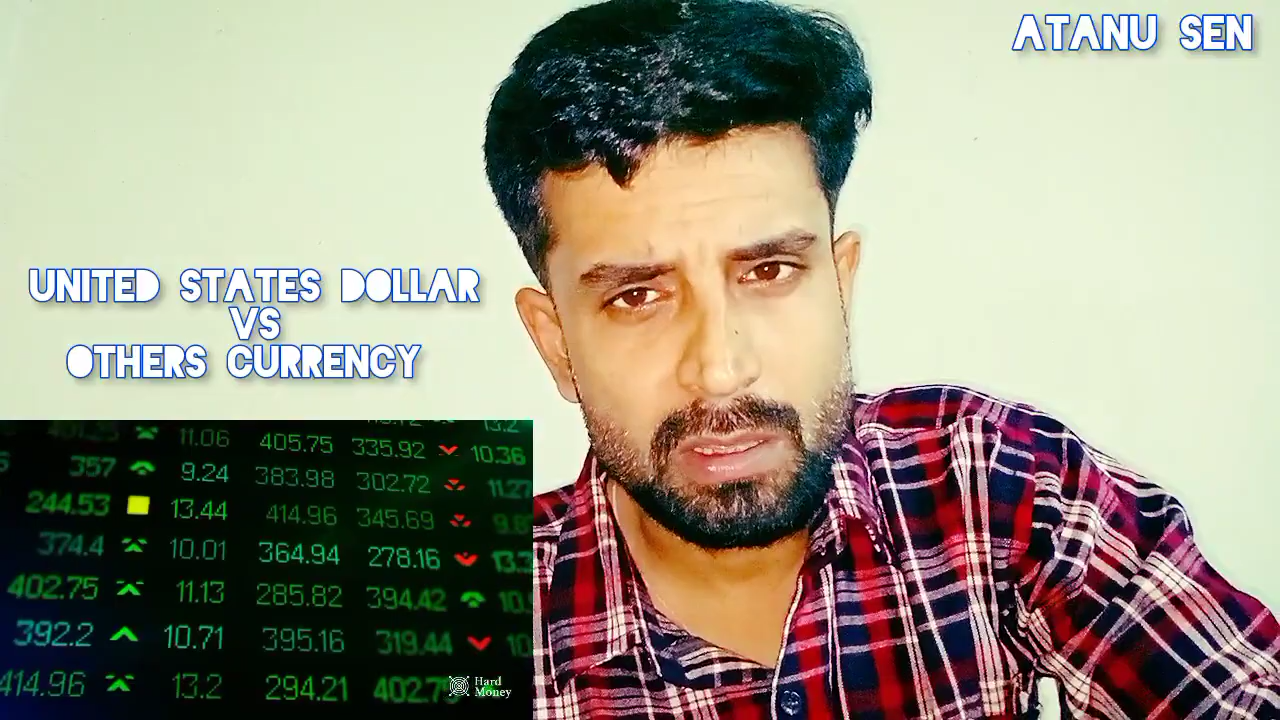 ATANU SEN
UNITED STATES DOLLAR
VS
OTHERS CURRENCY
11.06 405.75 335.92 10.36
357 9.24 383.98 302.72 11.27
244.53 13.44 414.96 345.69
374.4 10.01 364.94 278.16
402.75 11.13 285.82 394.42
392.2 10.71 395.16 319.44
414.96 13.2 294.21
Hard
Money